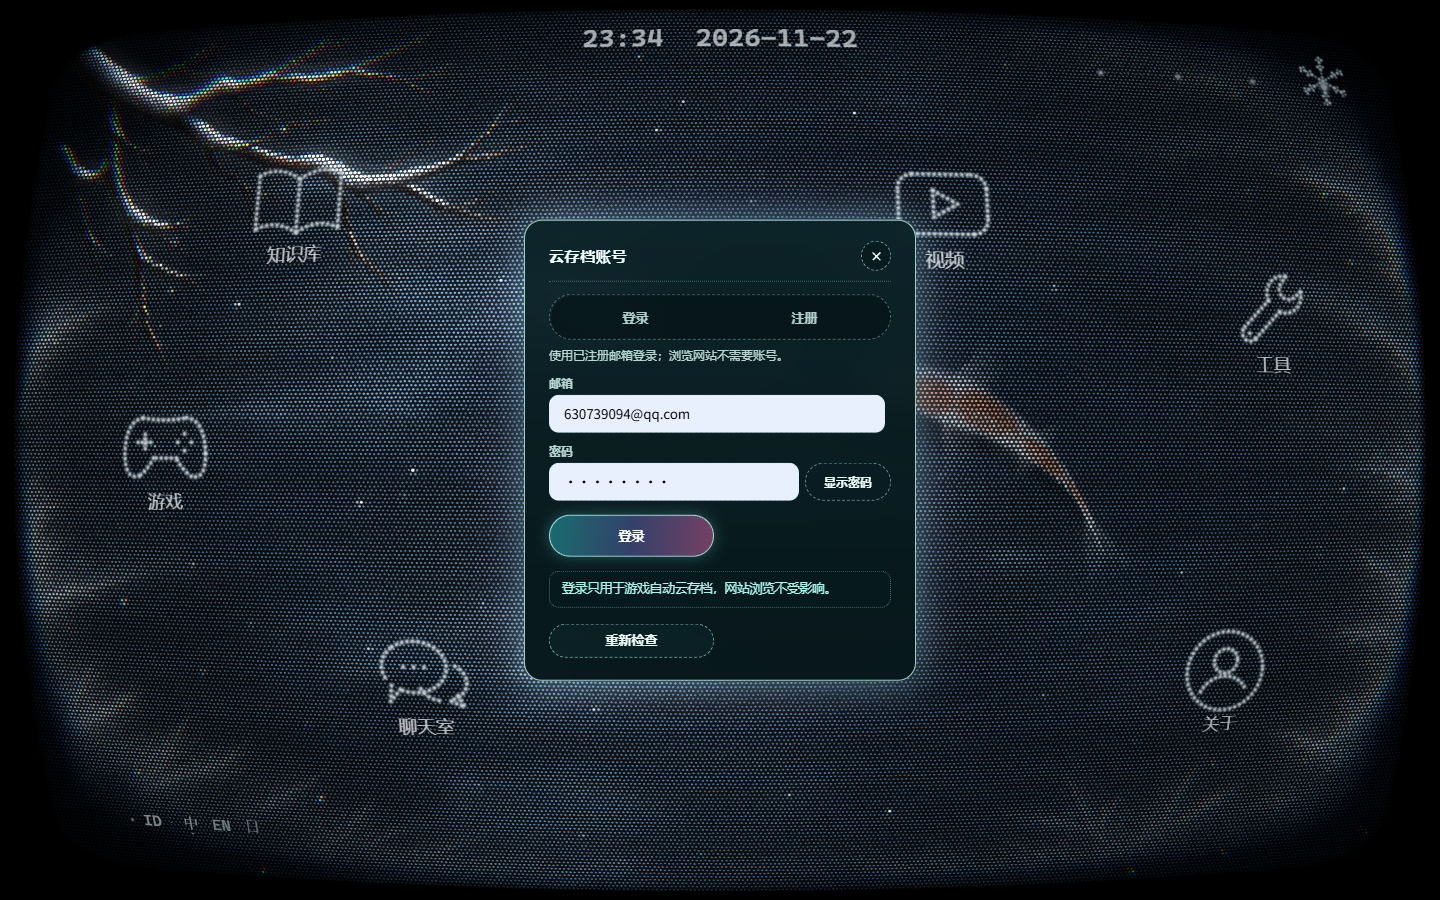 23:34 2026-11-22
知识库
视频
云存档账号
登录 注册
使用已注册邮箱登录；浏览网站不需要账号。
邮箱
630739094@qq.com
密码
显示密码
登录
登录只用于游戏自动云存档，网站浏览不受影响。
重新检查
工具
游戏
聊天室
关于
· ID 中 EN 日